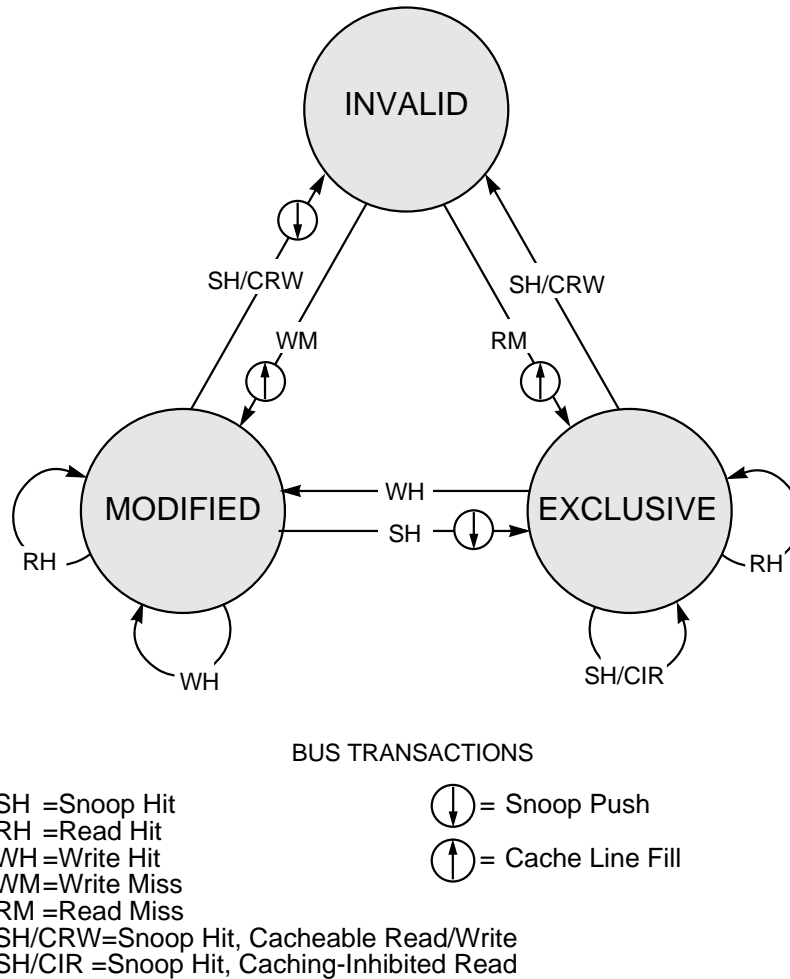 INVALID
SH/CRW
SH/CRW
WM
RM
MODIFIED
WH
EXCLUSIVE
SH
RH
RH
WH
SH/CIR
BUS TRANSACTIONS
SH =Snoop Hit
= Snoop Push
RH =Read Hit
WH =Write Hit
= Cache Line Fill
WM=Write Miss
RM =Read Miss
SH/CRW=Snoop Hit, Cacheable Read/Write
SH/CIR =Snoop Hit, Caching-Inhibited Read